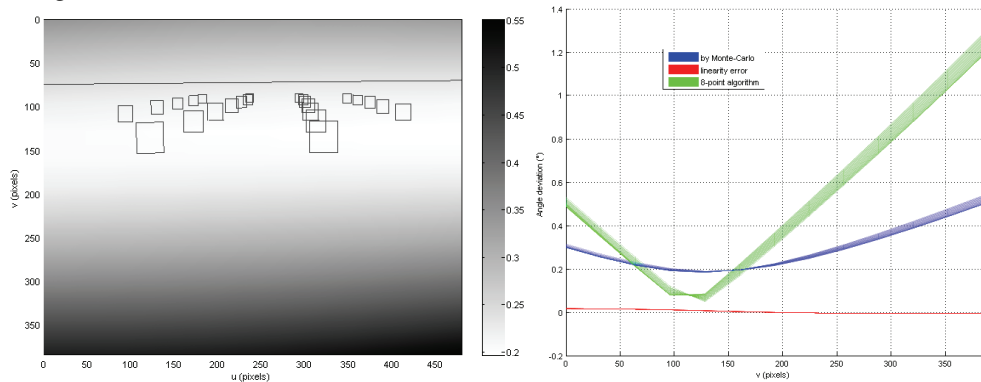 0
50
100
150
200
250
300
350
v (pixels)
0 50 100 150 200 250 300 350 400 450
u (pixels)
0.55
0.5
0.45
0.4
0.35
0.3
0.25
0.2
1.4
1.2
1
0.8
0.6
0.4
0.2
0
-0.2
Angle deviation (°)
by Monte-Carlo
linearity error
8-point algorithm
0 50 100 150 200 250 300 350
v (pixels)